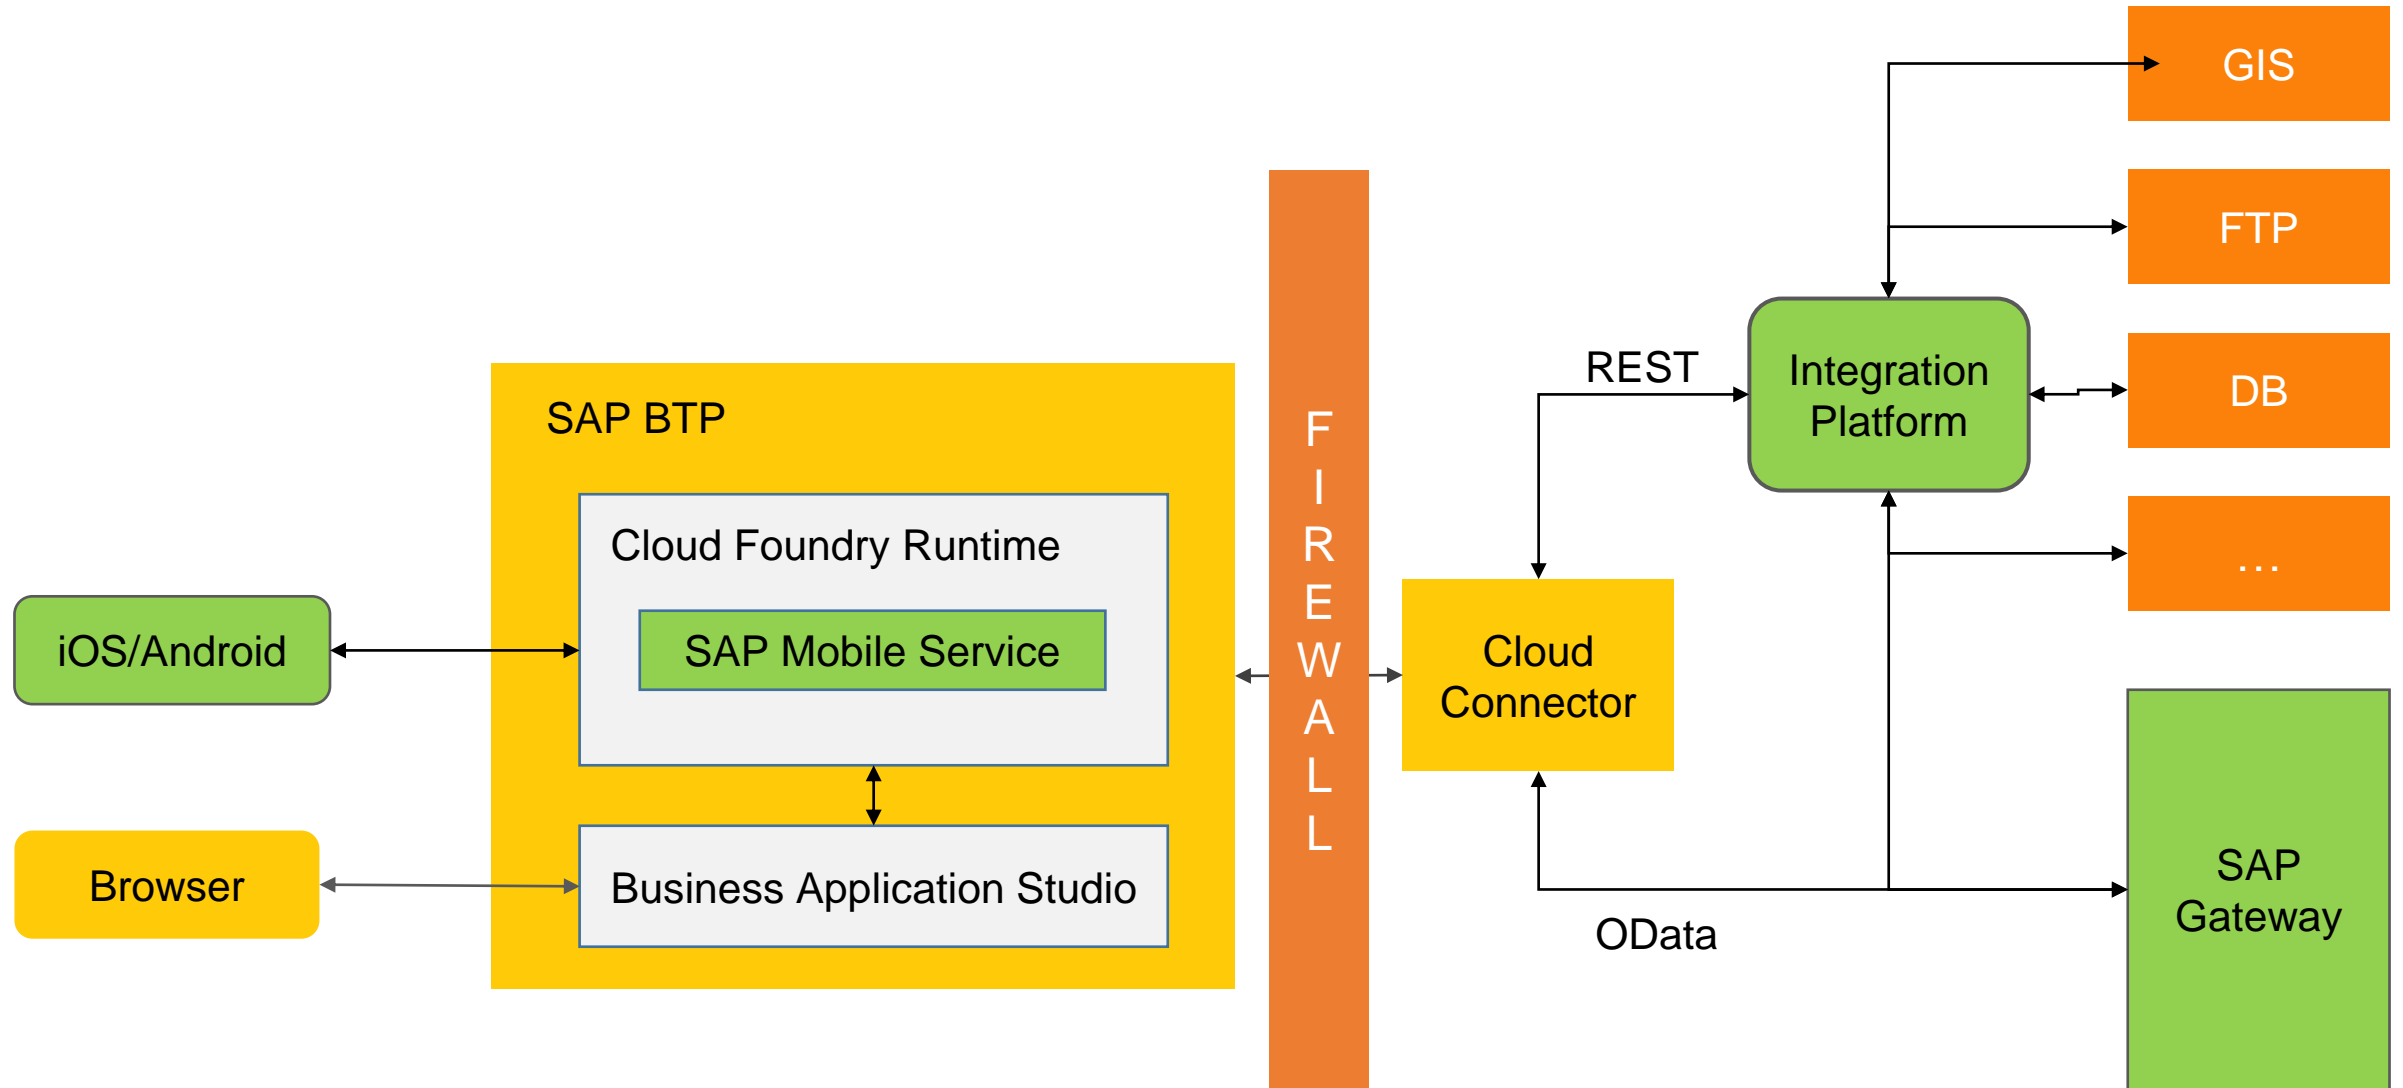 GIS
FTP
REST
Integration
Platform
DB
SAP BTP
F
I
R
E
W
A
L
L
Cloud Foundry Runtime
…
iOS/Android
SAP Mobile Service
Cloud
Connector
Browser
Business Application Studio
OData
SAP
Gateway